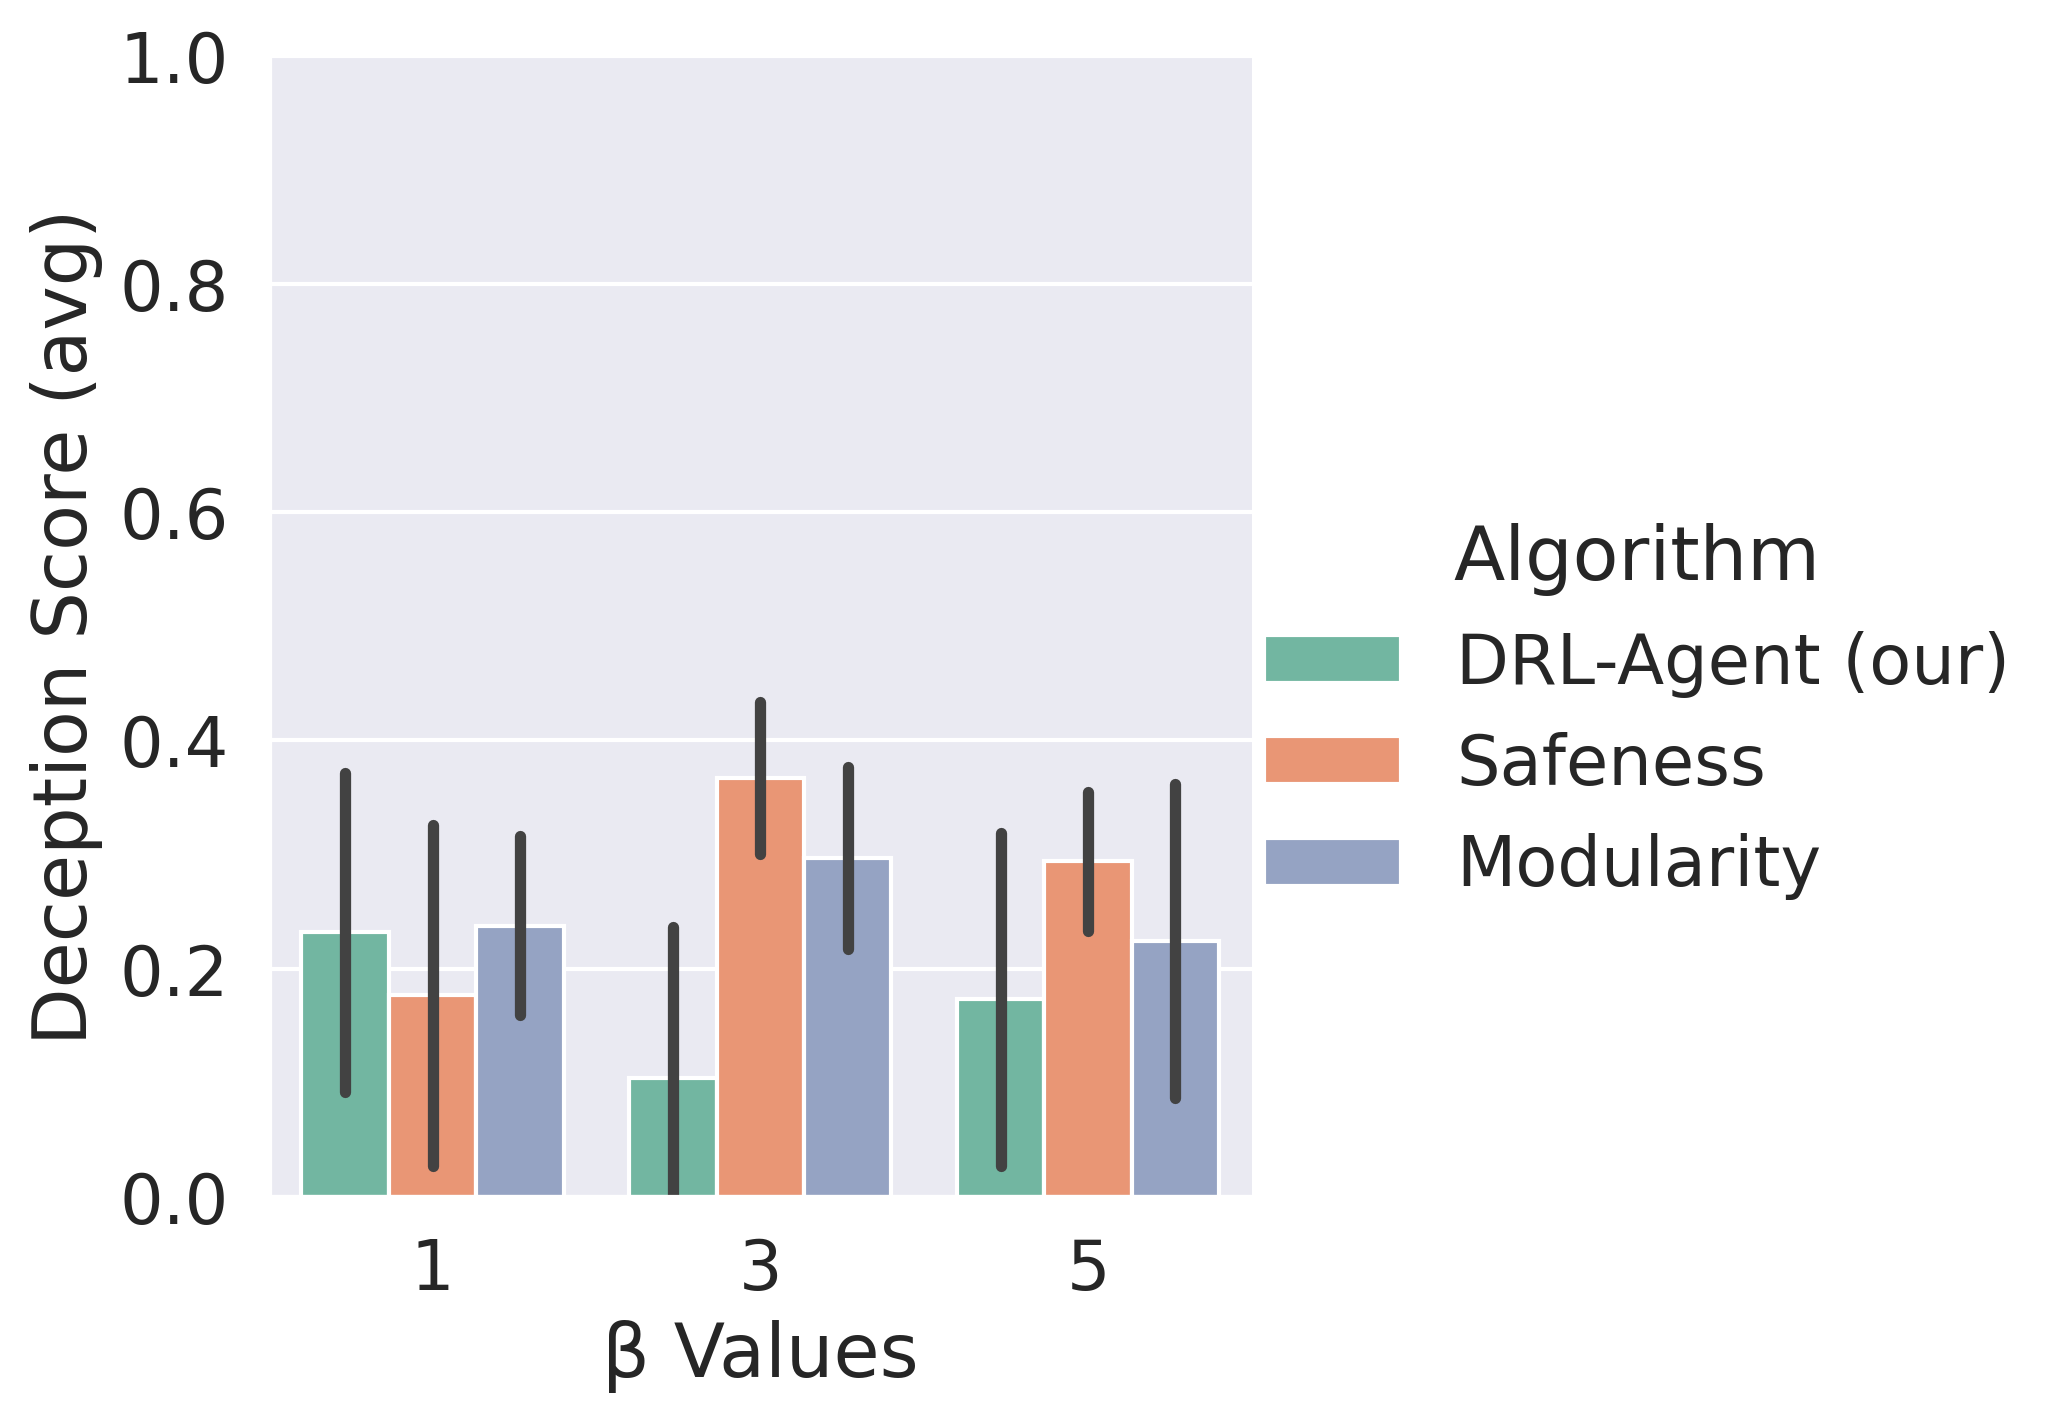 1.0
0.8
0.6
0.4
0.2
0.0
Deception Score (avg)
1 3 5
β Values
Algorithm
DRL-Agent (our)
Safeness
Modularity